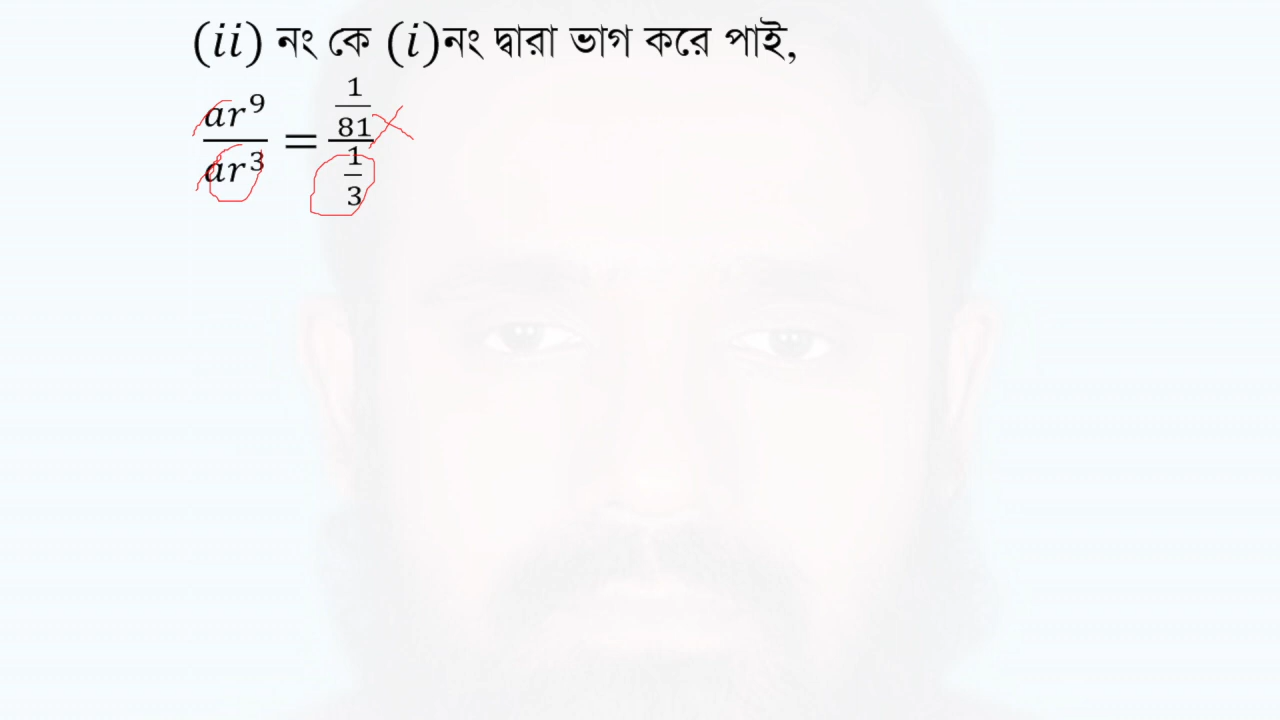 (ii) নং কে (i)নং দ্বারা ভাগ করে পাই,
ar⁹/ar³ = (1/81)/(1/3)